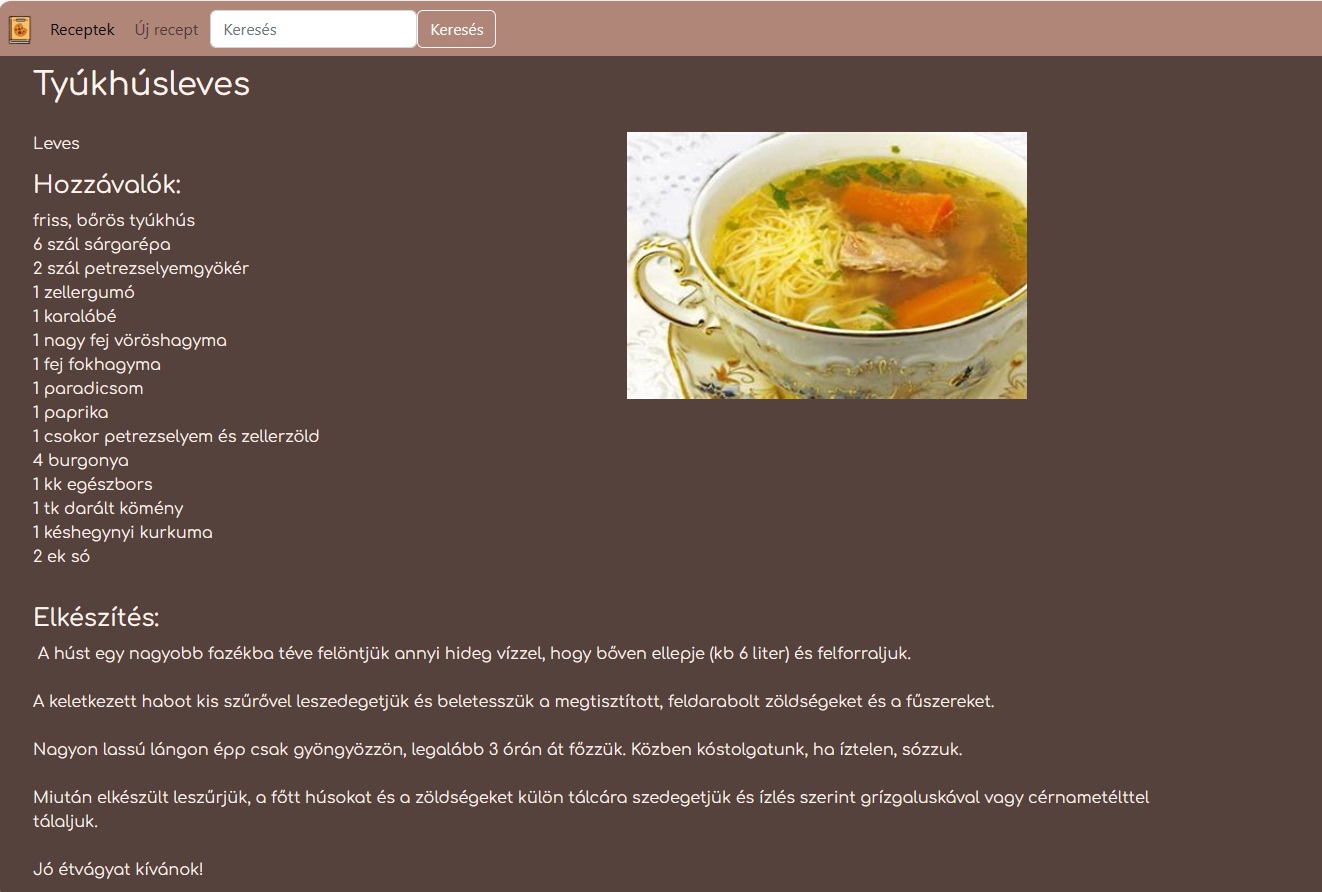 Receptek
Új recept
Keresés
Keresés
Tyúkhúsleves
Leves
Hozzávalók:
friss, bőrös tyúkhús
6 szál sárgarépa
2 szál petrezselyemgyökér
1 zellergumó
1 karalábé
1 nagy fej vöröshagyma
1 fej fokhagyma
1 paradicsom
1 paprika
1 csokor petrezselyem és zellerzöld
4 burgonya
1 kk egészbors
1 tk darált kömény
1 késhegynyi kurkuma
2 ek só
Elkészítés:
A húst egy nagyobb fazékba téve felöntjük annyi hideg vízzel, hogy bőven ellepje (kb 6 liter) és felforraljuk.
A keletkezett habot kis szűrővel leszedegetjük és beletesszük a megtisztított, feldarabolt zöldségeket és a fűszereket.
Nagyon lassú lángon épp csak gyöngyözzön, legalább 3 órán át főzzük. Közben kóstolgatunk, ha íztelen, sózzuk.
Miután elkészült leszűrjük, a főtt húsokat és a zöldségeket külön tálcára szedegetjük és ízlés szerint grízgaluskával vagy cérnametélttel
tálaljuk.
Jó étvágyat kívánok!